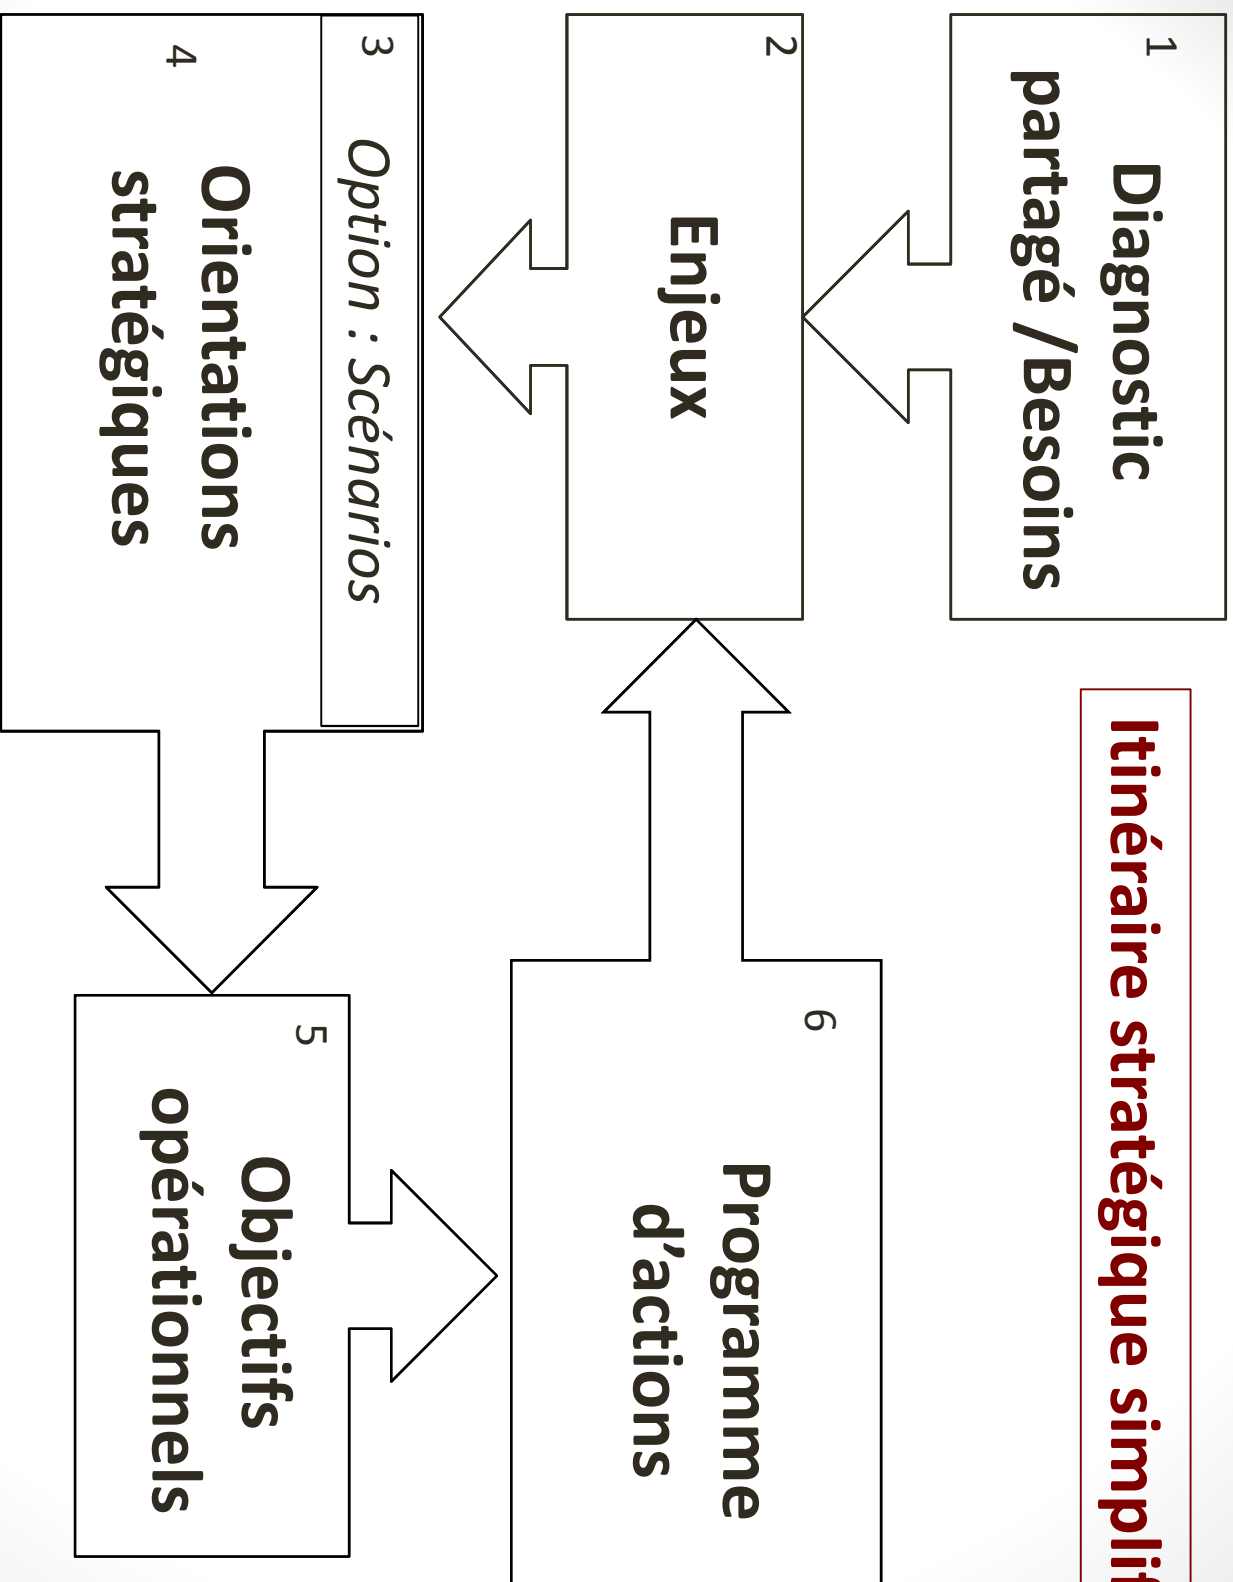 Itinéraire stratégique
1
Diagnostic
partagé /Besoins
2
Enjeux
3
Option : Scénarios
4
Orientations
stratégiques
5
Objectifs
opérationnels
6
Programme
d’actions